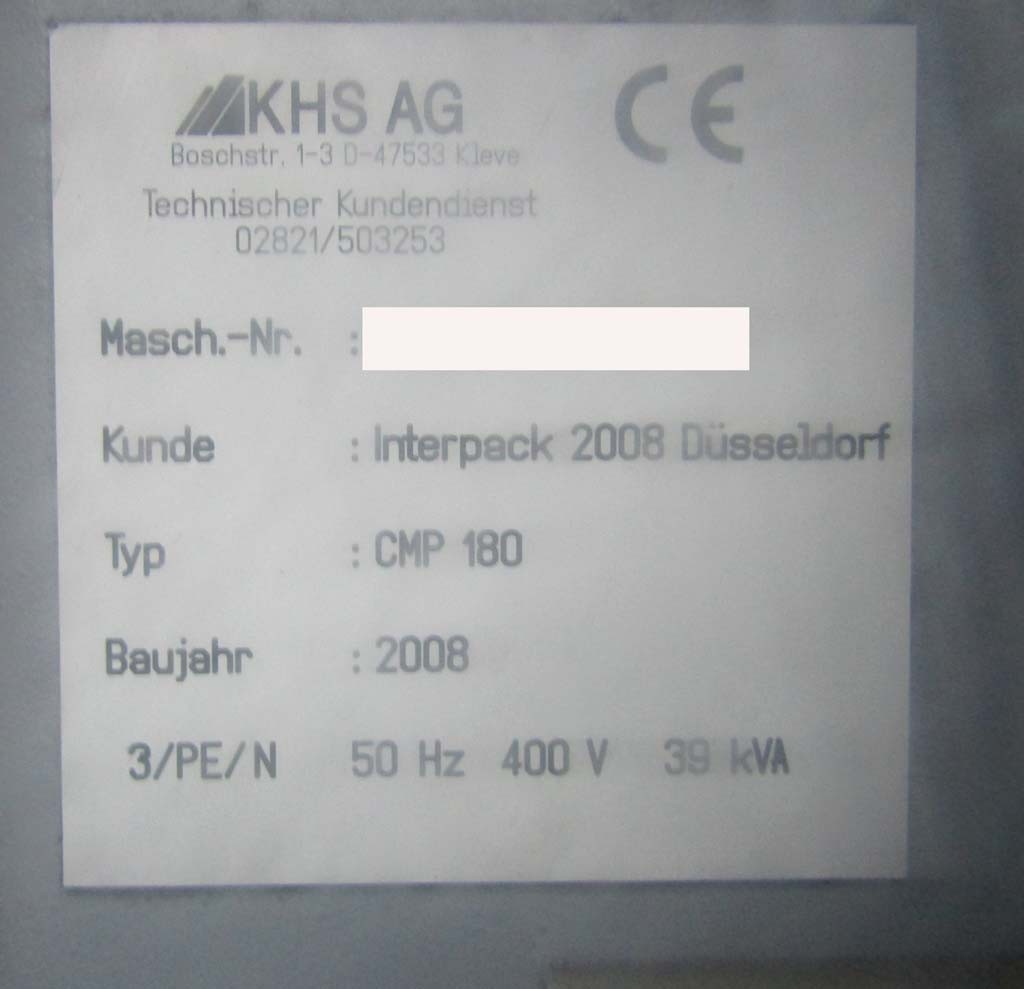 KHS AG CE
Boschstr. 1-3 D-47533 Kleve
Technischer Kundendienst
02821/503253
Masch.-Nr. :
Kunde : Interpack 2008 Düsseldorf
Typ : CMP 180
Baujahr : 2008
3/PE/N 50 Hz 400 V 39 kVA